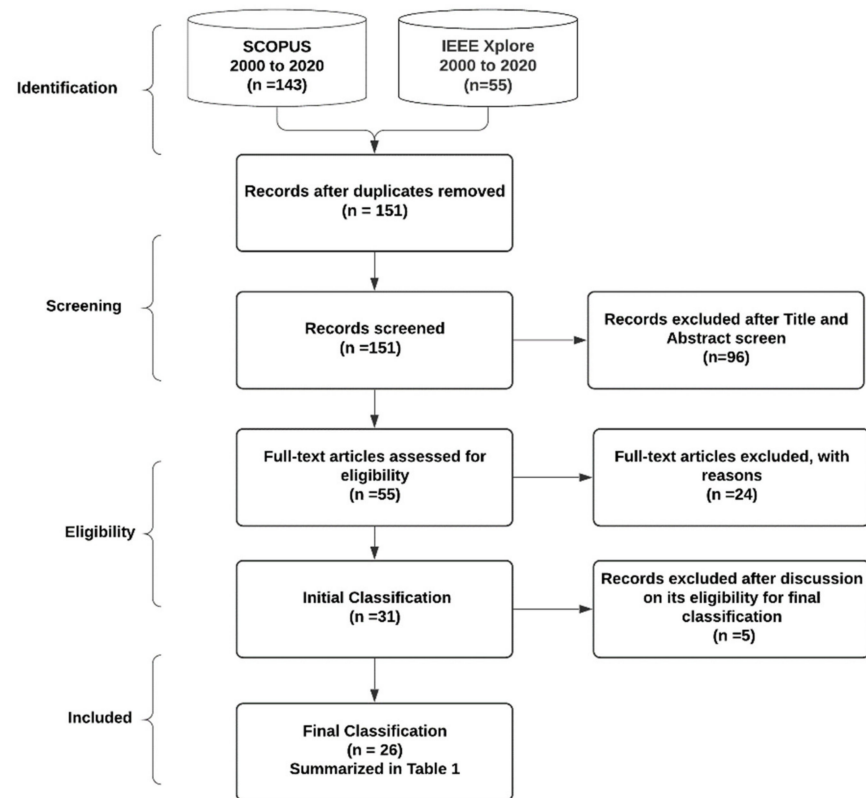 SCOPUS
2000 to 2020
(n =143)
IEEE Xplore
2000 to 2020
(n=55)
Identification
Records after duplicates removed
(n = 151)
Screening
Records screened
(n =151)
Records excluded after Title and
Abstract screen
(n=96)
Full-text articles assessed for
eligibility
(n =55)
Full-text articles excluded, with
reasons
(n =24)
Eligibility
Initial Classification
(n =31)
Records excluded after discussion
on its eligibility for final
classification
(n =5)
Included
Final Classification
(n = 26)
Summarized in Table 1